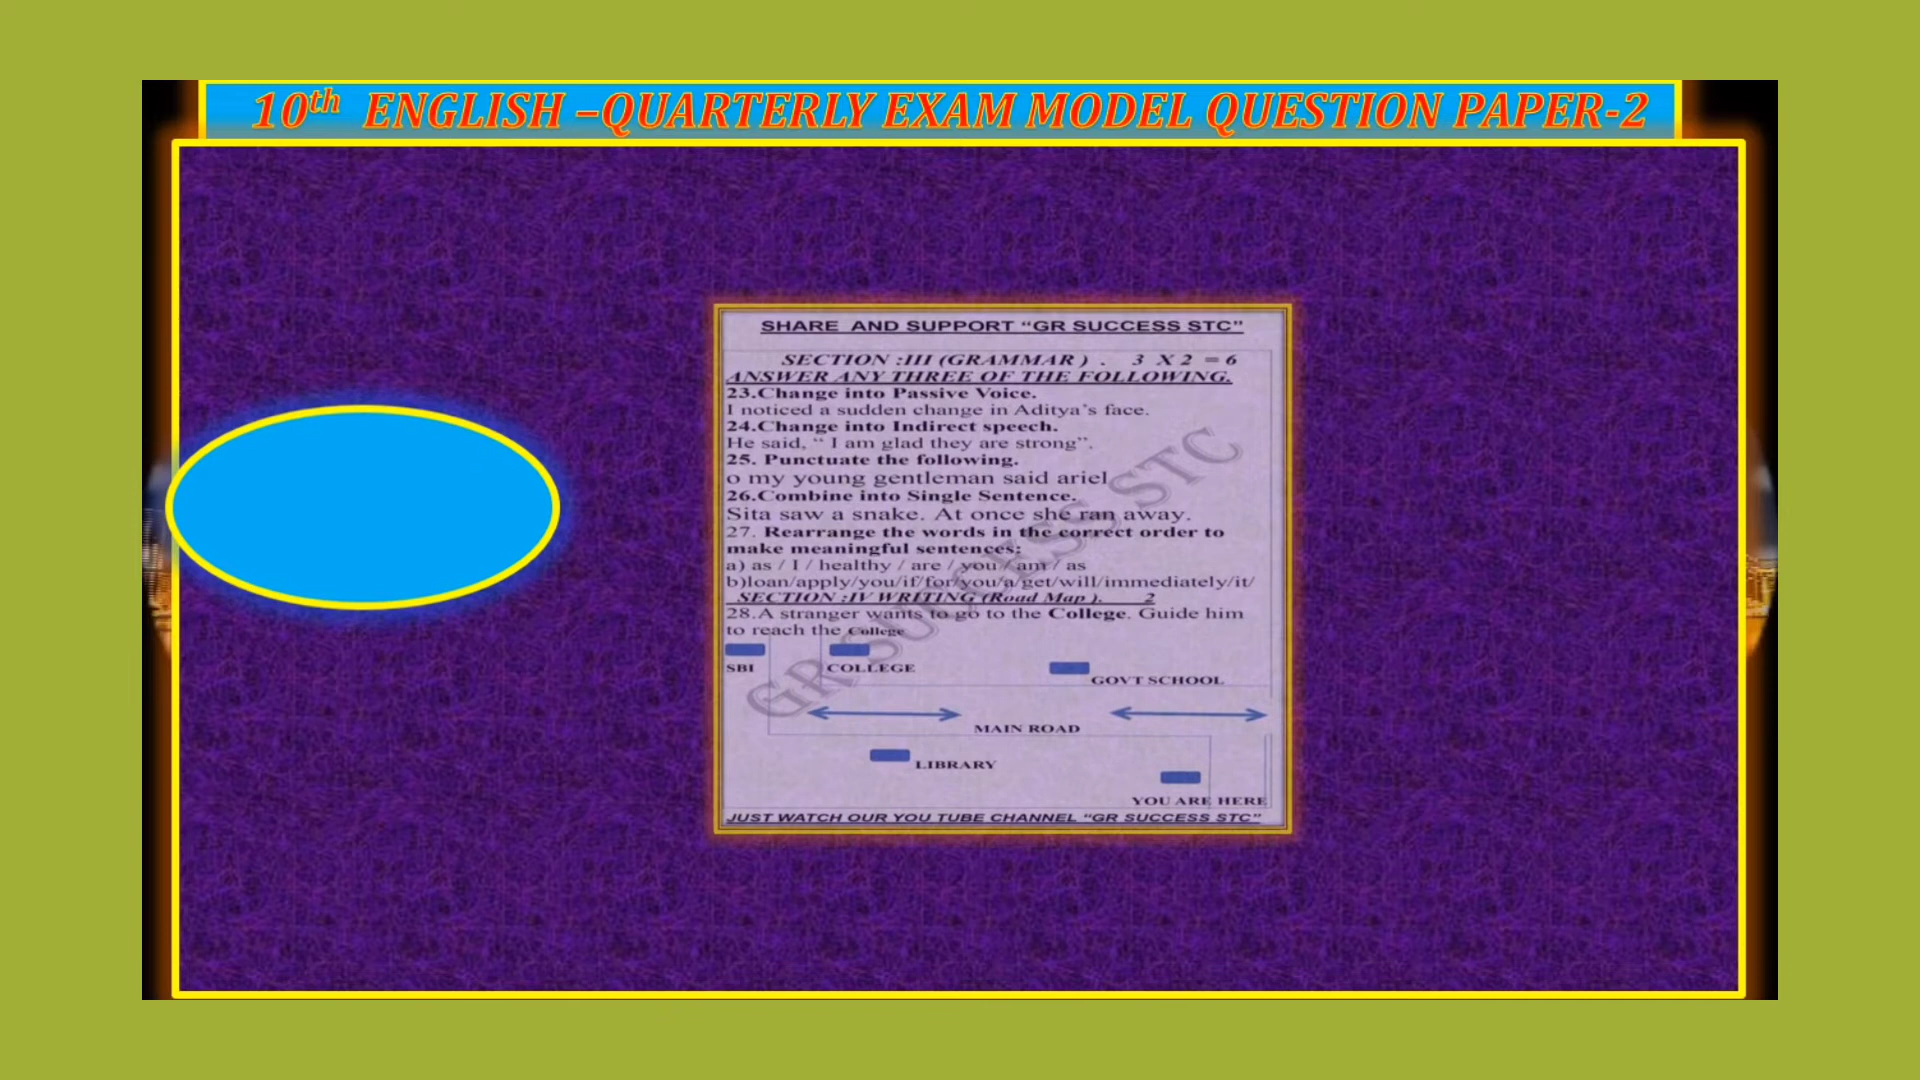 10th ENGLISH –QUARTERLY EXAM MODEL QUESTION PAPER-2
SHARE AND SUPPORT “GR SUCCESS STC”
SECTION :III (GRAMMAR ) . 3 X 2 = 6
ANSWER ANY THREE OF THE FOLLOWING.
23.Change into Passive Voice.
I noticed a sudden change in Aditya’s face.
24.Change into Indirect speech.
He said, “ I am glad they are strong”.
25. Punctuate the following.
o my young gentleman said ariel
26.Combine into Single Sentence.
Sita saw a snake. At once she ran away.
27. Rearrange the words in the correct order to
make meaningful sentences:
a) as / I / healthy / are / you / am / as
b)loan/apply/you/if/for/you/a/get/will/immediately/it/
SECTION :IV WRITING (Road Map ). 2
28.A stranger wants to go to the College. Guide him
to reach the College
SBI COLLEGE
GOVT SCHOOL
MAIN ROAD
LIBRARY
YOU ARE HERE
JUST WATCH OUR YOU TUBE CHANNEL “GR SUCCESS STC”
GR SUCCESS STC